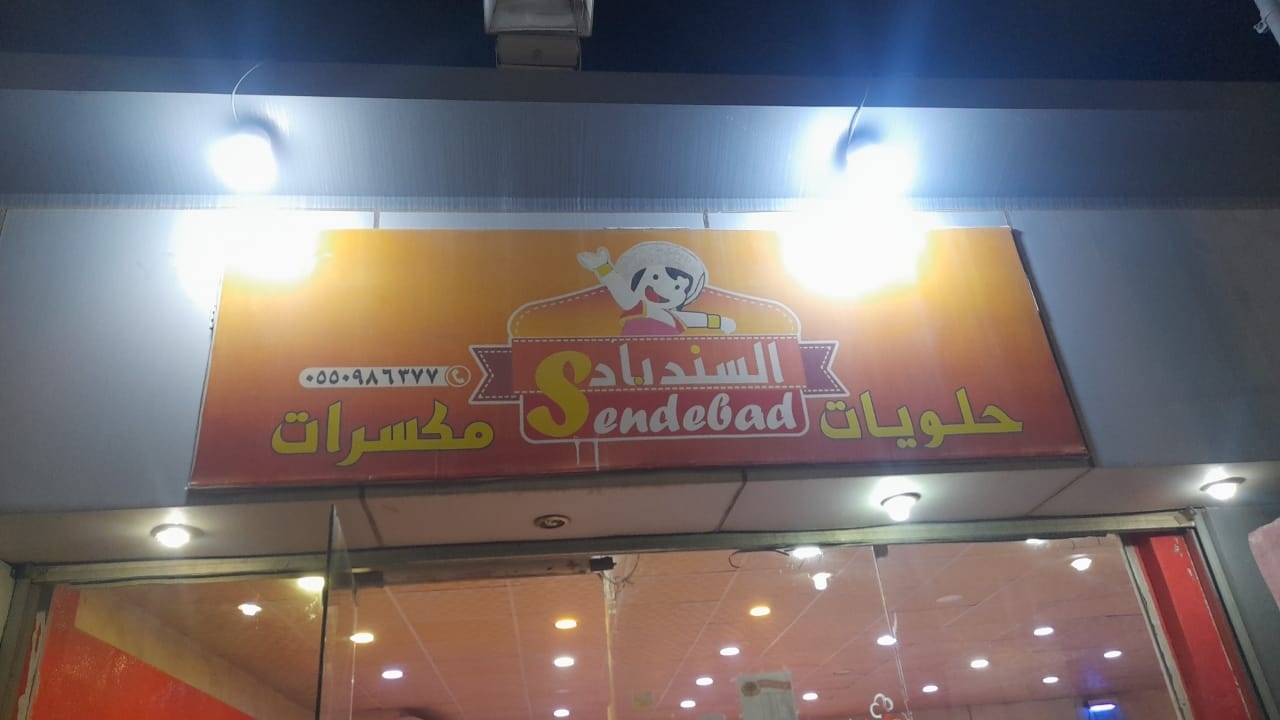 السندباد
Sendebad
حلويات
مكسرات
٠٥٥٠٩٨٦٣٧٧